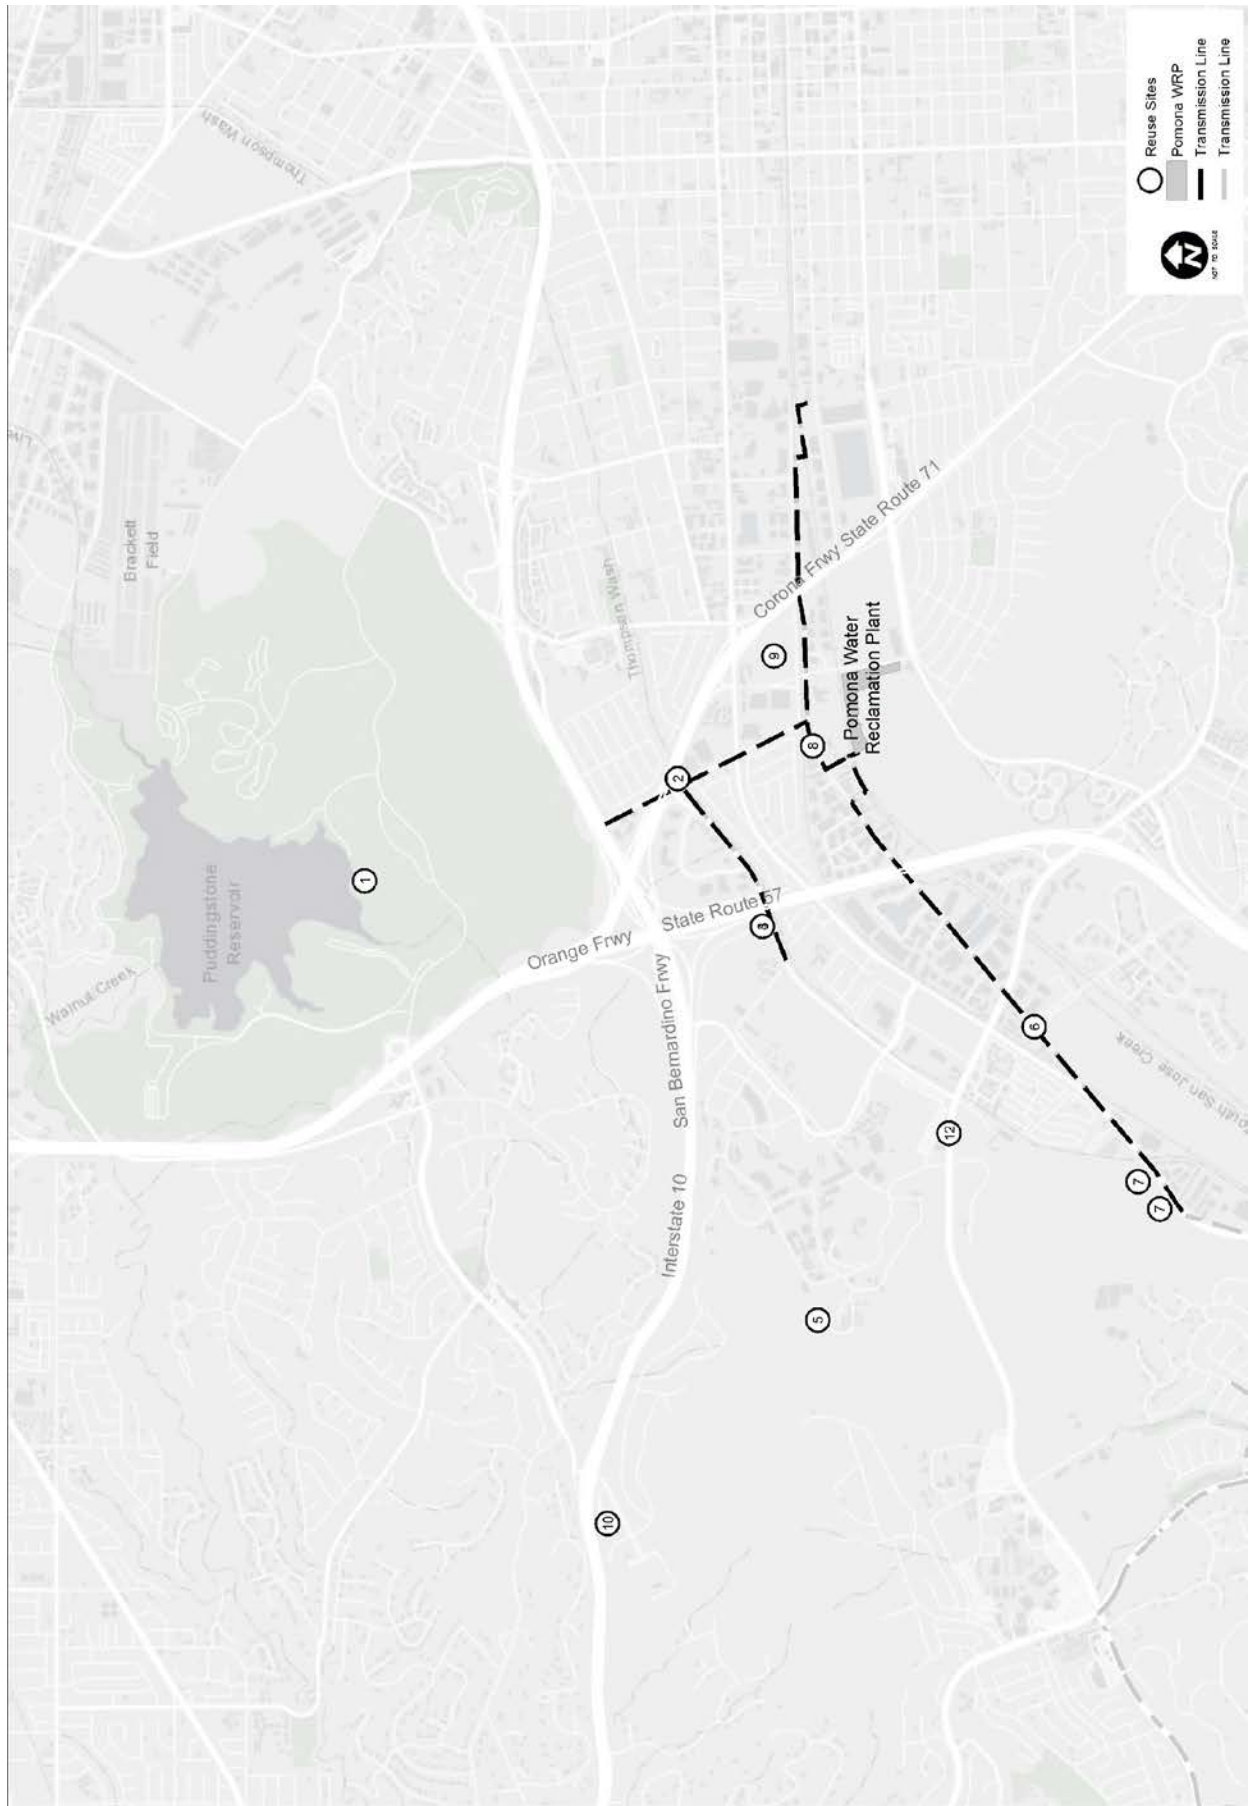 Brackett
Field
Live
Thompson Wash
Walnut Creek
Puddingstone
Reservoir
1
Orange Frwy
State Route 57
Thompson Wash
10
Interstate 10
San Bernardino Frwy
2
9
Corona Frwy State Route 71
5
8
Pomona Water
Reclamation Plant
12
6
7
7
outh San Jose Creek
N
NOT TO SCALE
Reuse Sites
Pomona WRP
Transmission Line
Transmission Line